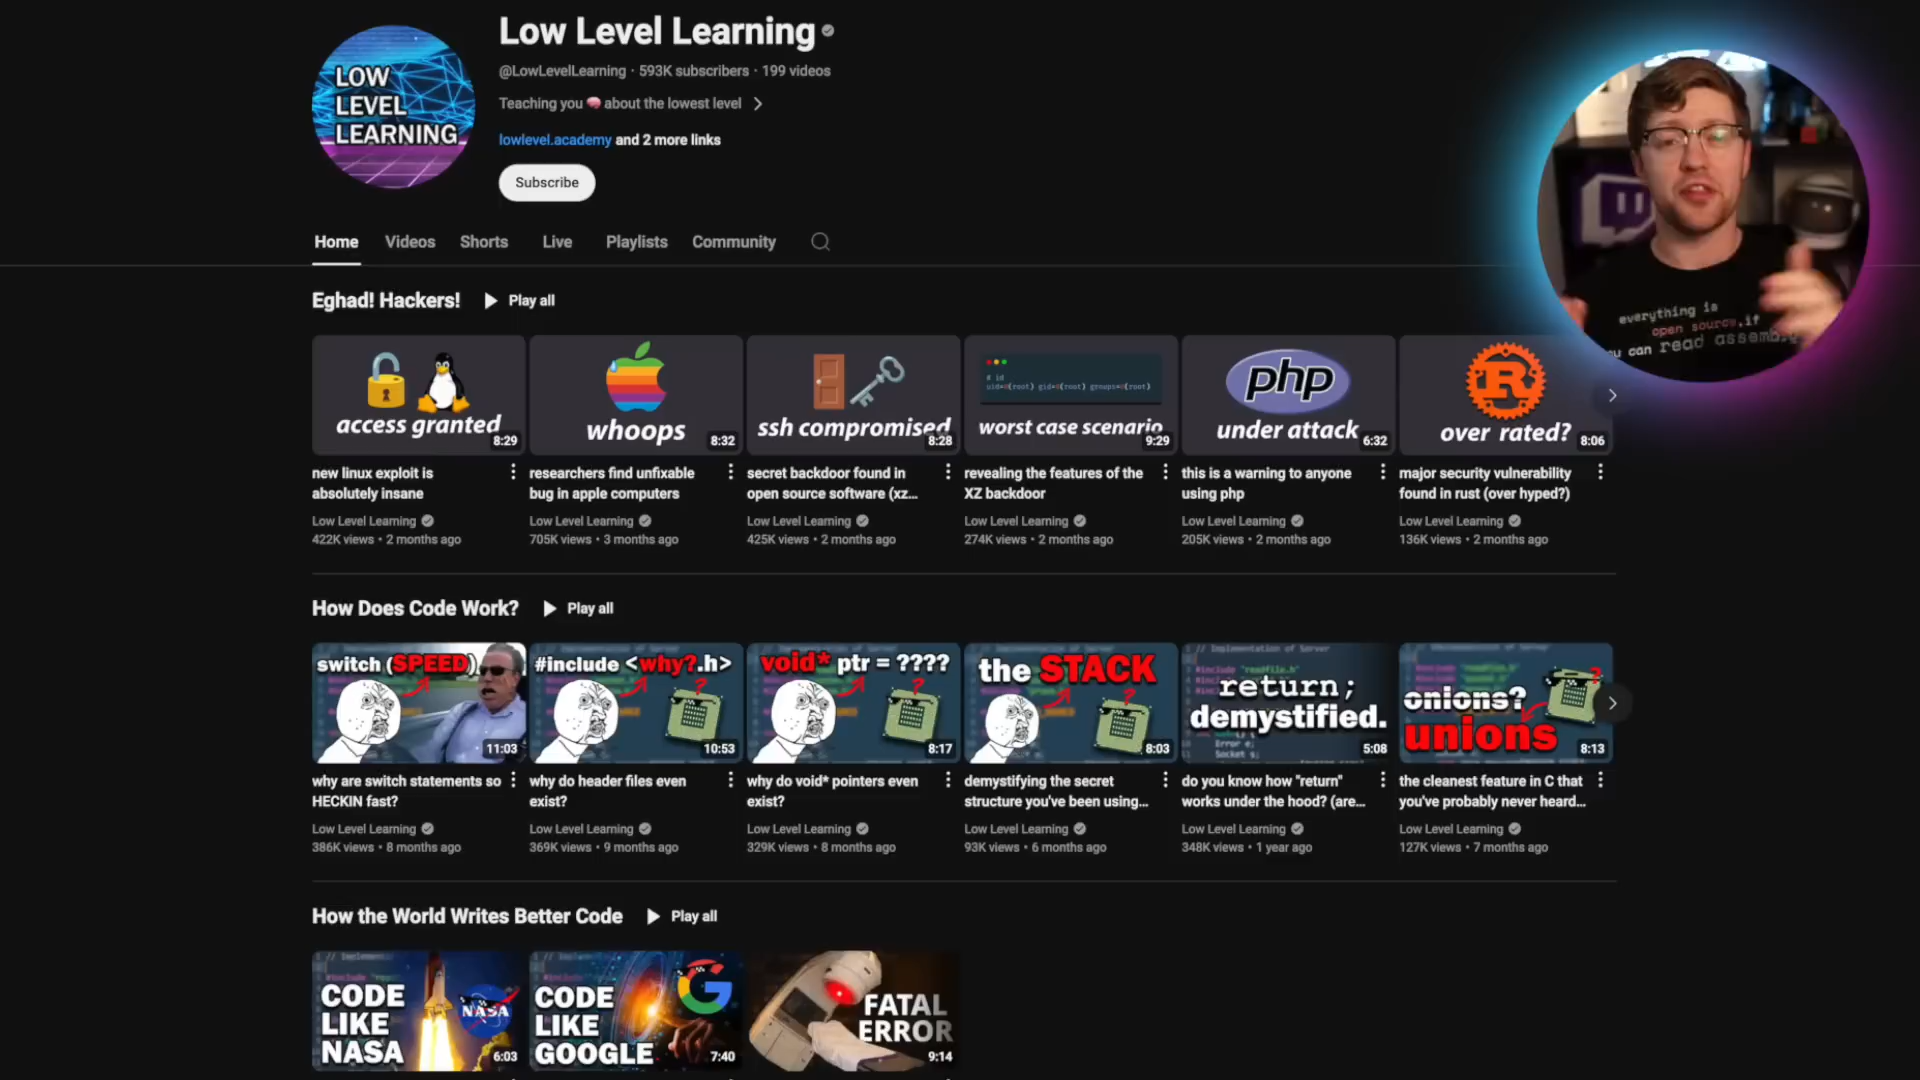 LOW
LEVEL
LEARNING
Low Level Learning
@LowLevelLearning · 593K subscribers · 199 videos
Teaching you 🧠 about the lowest level
lowlevel.academy and 2 more links
Subscribe
everything is
open source, if
you can read assembly
Home Videos Shorts Live Playlists Community
Eghad! Hackers! Play all
access granted 8:29
whoops 8:32
ssh compromised 8:28
# id
uid=0(root) gid=0(root) groups=0(root)
worst case scenario 9:29
php
under attack 6:32
R
over rated? 8:06
new linux exploit is
absolutely insane
Low Level Learning
422K views • 2 months ago
researchers find unfixable
bug in apple computers
Low Level Learning
705K views • 3 months ago
secret backdoor found in
open source software (xz...
Low Level Learning
425K views • 2 months ago
revealing the features of the
XZ backdoor
Low Level Learning
274K views • 2 months ago
this is a warning to anyone
using php
Low Level Learning
205K views • 2 months ago
major security vulnerability
found in rust (over hyped?)
Low Level Learning
136K views • 2 months ago
How Does Code Work? Play all
switch (SPEED)
11:03
#include <why?.h>
10:53
void* ptr = ????
8:17
the STACK
8:03
return;
demystified.
5:08
onions?
unions
8:13
why are switch statements so
HECKIN fast?
Low Level Learning
386K views • 8 months ago
why do header files even
exist?
Low Level Learning
369K views • 9 months ago
why do void* pointers even
exist?
Low Level Learning
329K views • 8 months ago
demystifying the secret
structure you've been using...
Low Level Learning
93K views • 6 months ago
do you know how "return"
works under the hood? (are...
Low Level Learning
348K views • 1 year ago
the cleanest feature in C that
you've probably never heard...
Low Level Learning
127K views • 7 months ago
How the World Writes Better Code Play all
CODE
LIKE
NASA
NASA
6:03
CODE
LIKE
GOOGLE
G
7:40
FATAL
ERROR
9:14